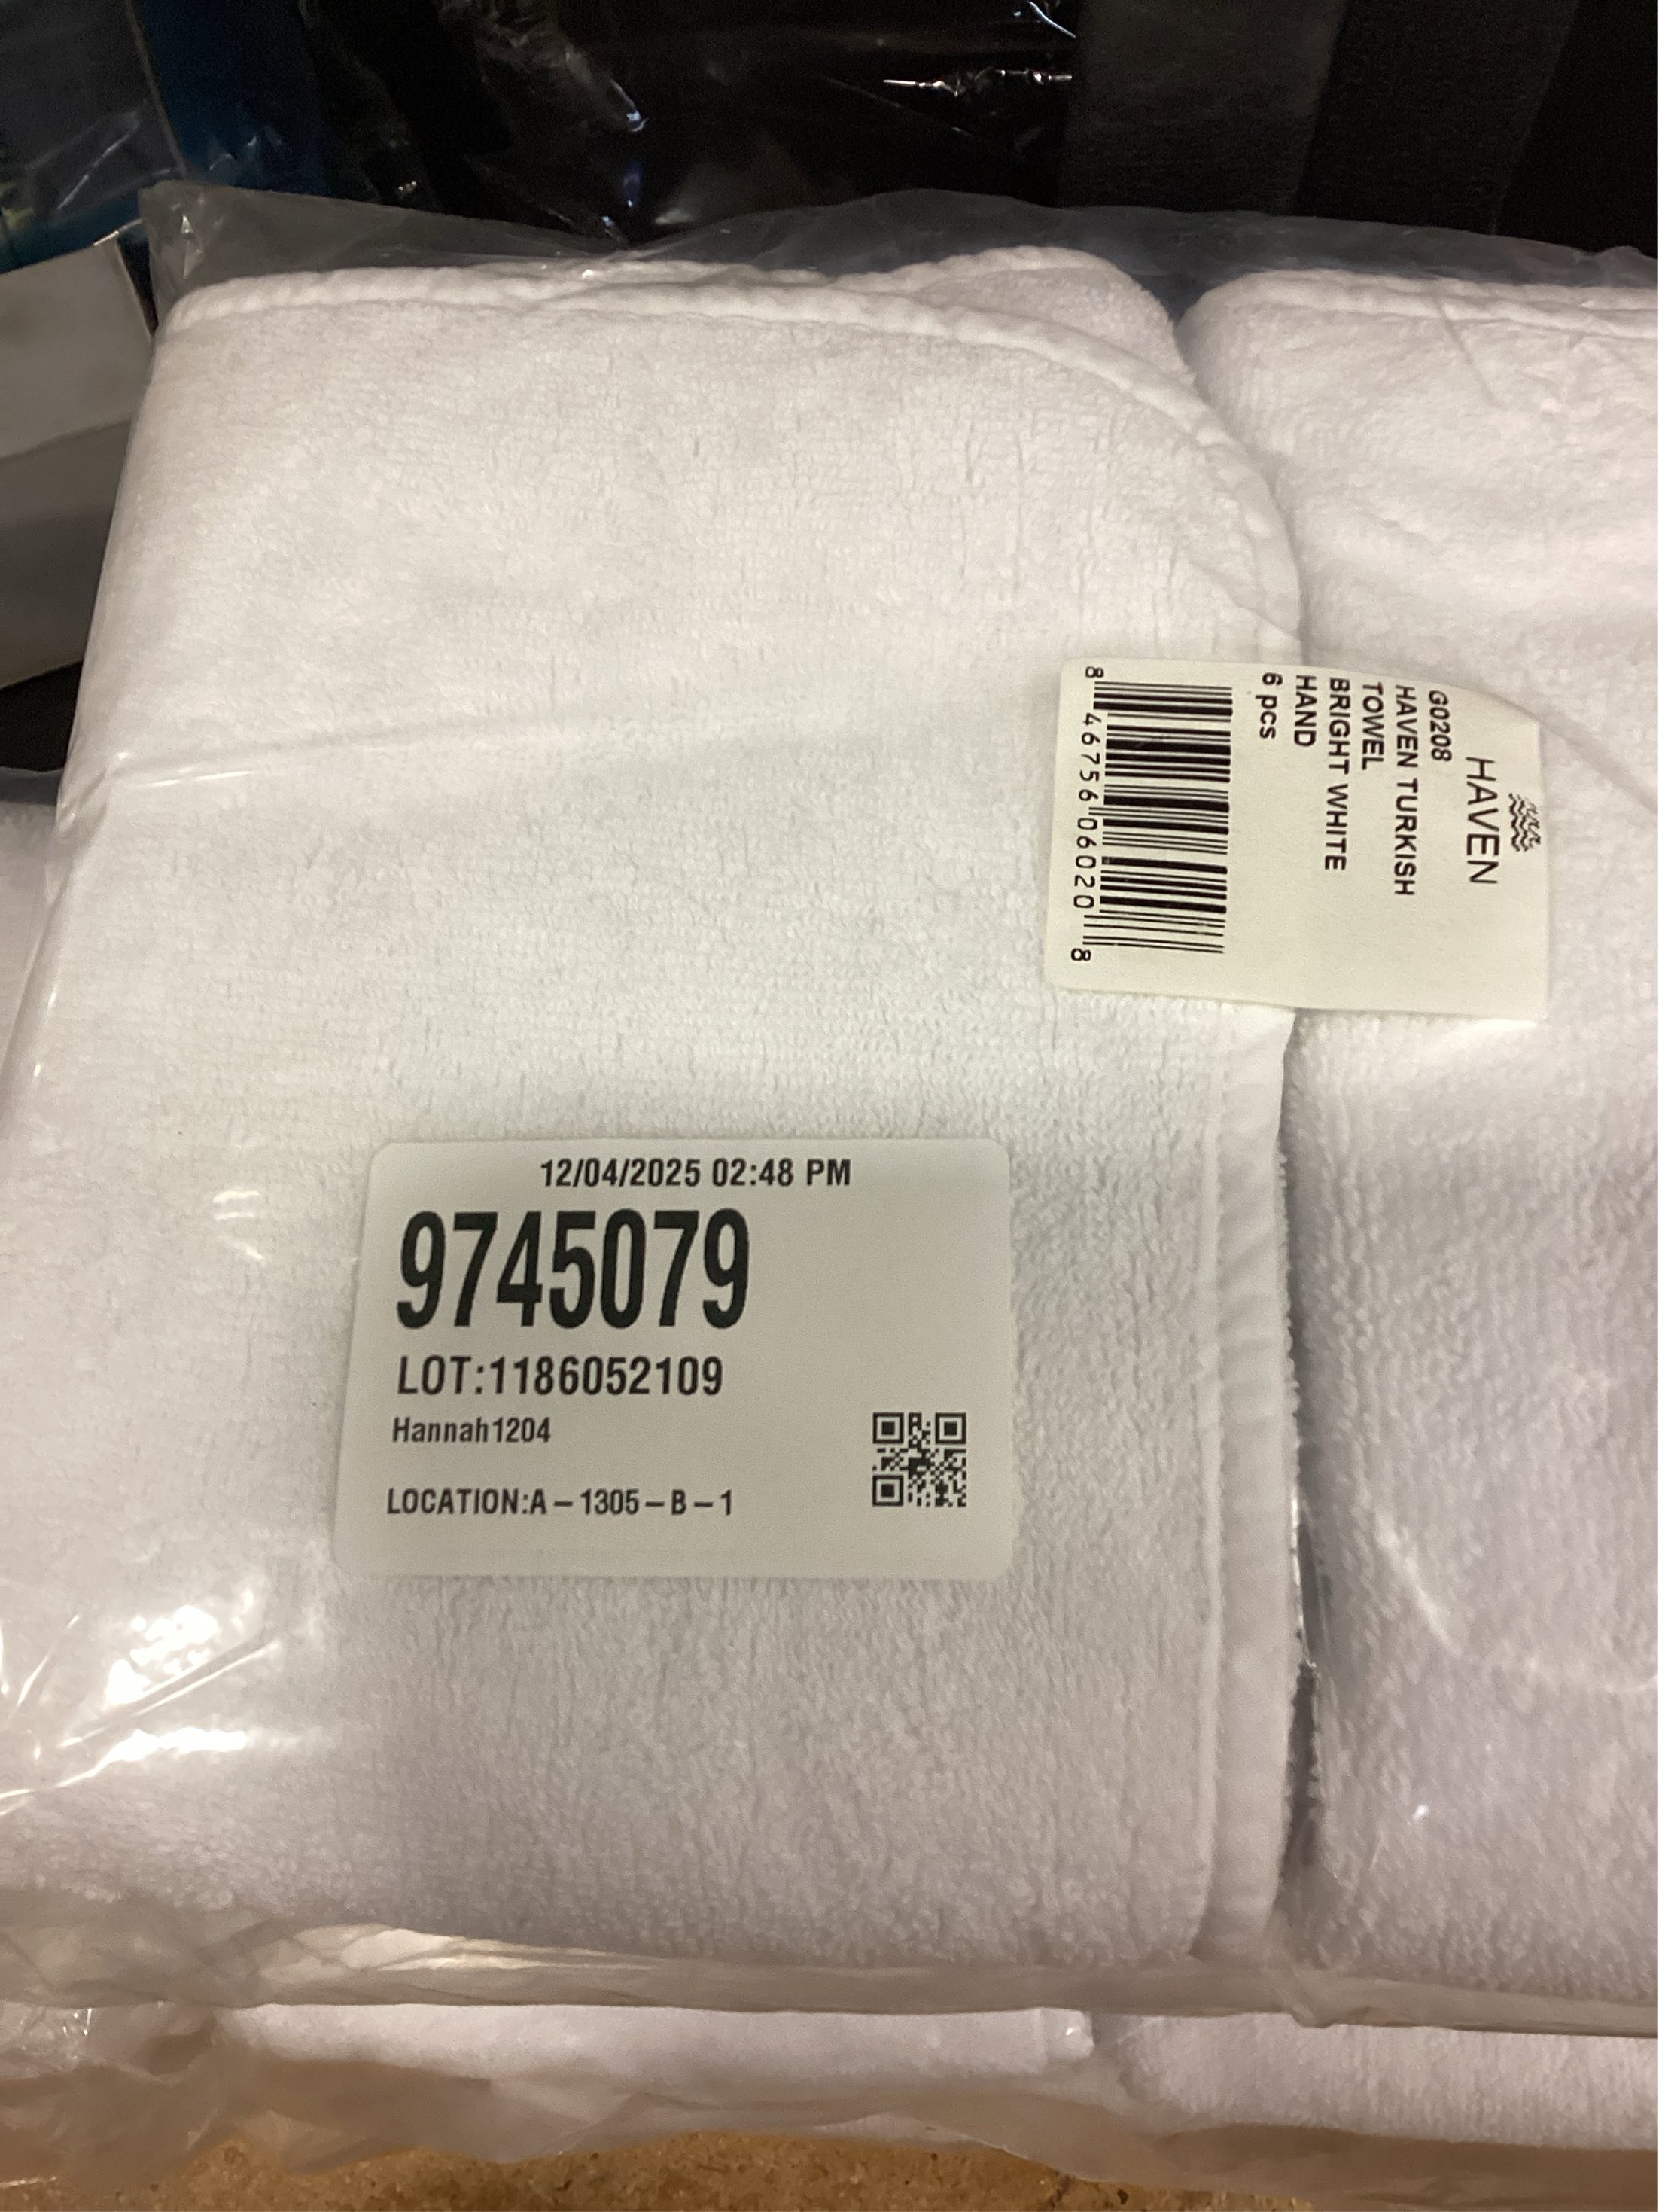 HAVEN
G0208
HAVEN TURKISH
TOWEL
BRIGHT WHITE
HAND
6 pcs
8 46756 06020 8
12/04/2025 02:48 PM
9745079
LOT:1186052109
Hannah1204
LOCATION:A-1305-B-1